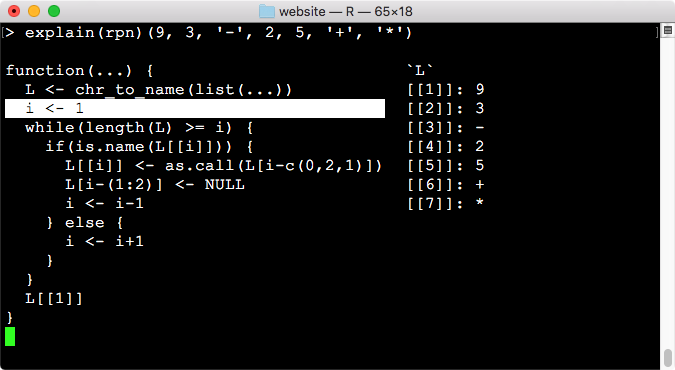 website — R — 65×18
> explain(rpn)(9, 3, '-', 2, 5, '+', '*')
function(...) { `L`
  L <- chr_to_name(list(...)) [[1]]: 9
  i <- 1 [[2]]: 3
  while(length(L) >= i) { [[3]]: -
    if(is.name(L[[i]])) { [[4]]: 2
      L[[i]] <- as.call(L[i-c(0,2,1)]) [[5]]: 5
      L[i-(1:2)] <- NULL [[6]]: +
      i <- i-1 [[7]]: *
    } else {
      i <- i+1
    }
  }
  L[[1]]
}